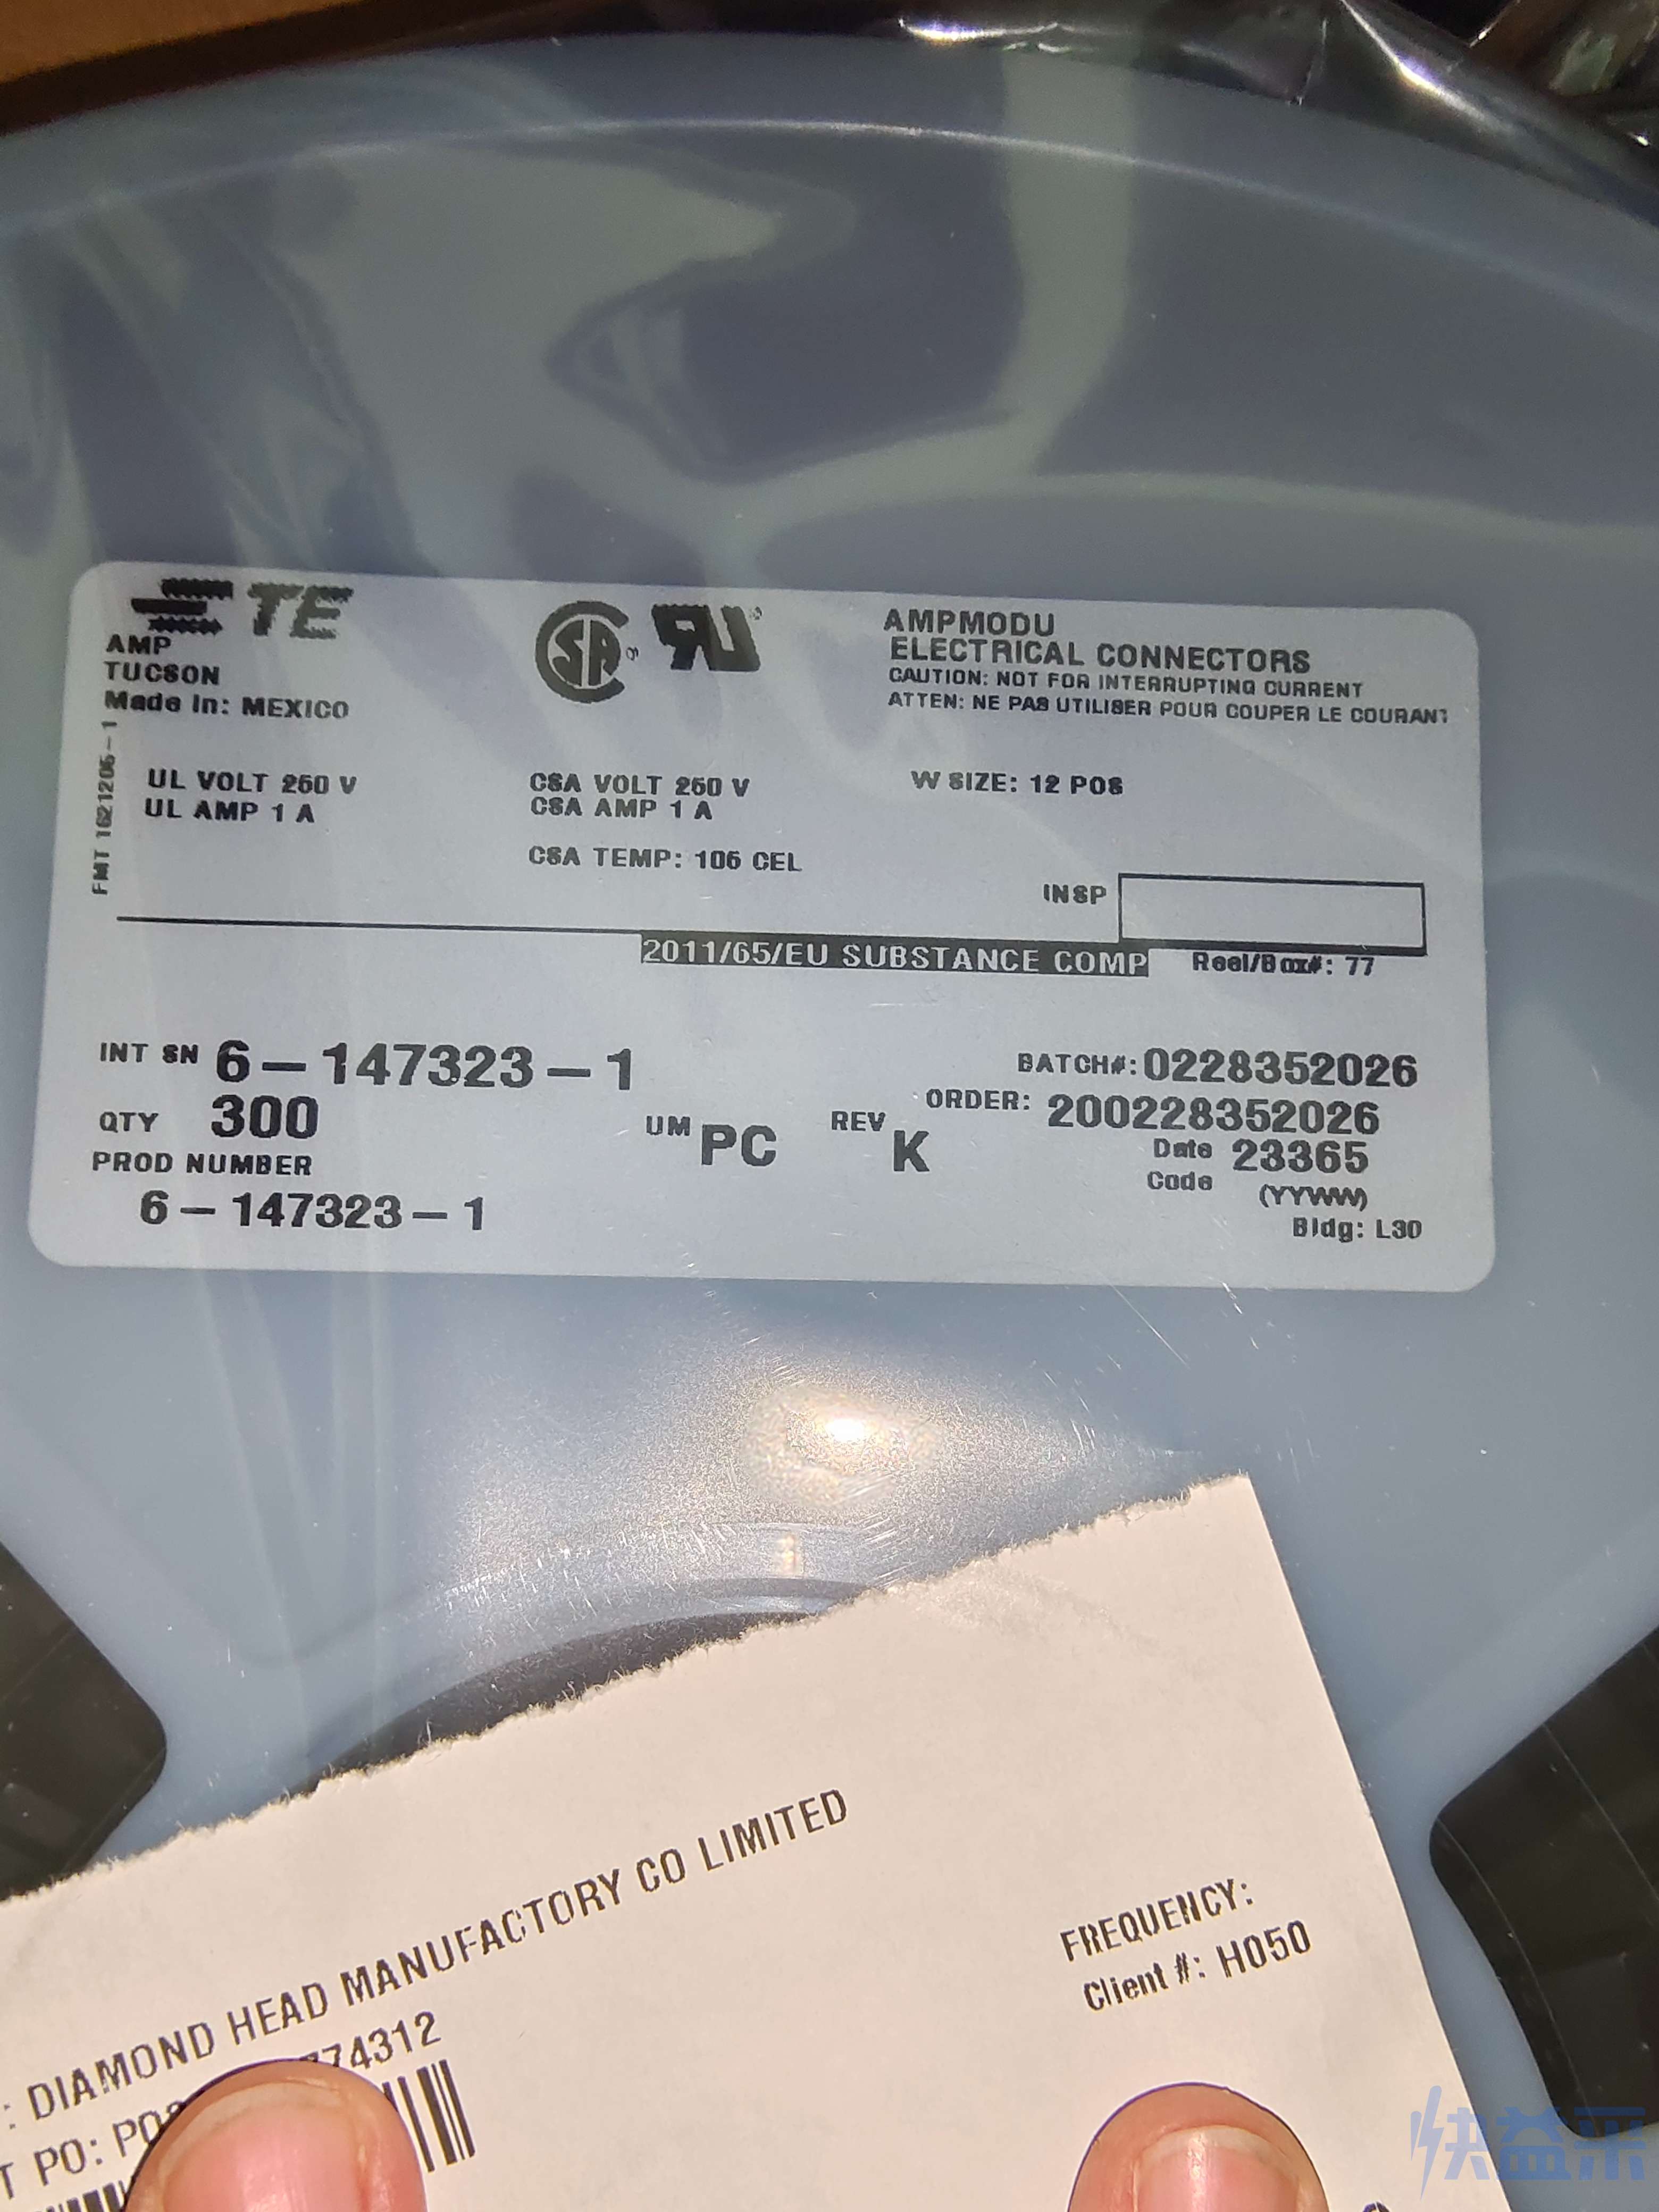 TE
AMP
TUCSON
Made In: MEXICO
FMT 1621205-1
AMPMODU
ELECTRICAL CONNECTORS
CAUTION: NOT FOR INTERRUPTING CURRENT
ATTEN: NE PAS UTILISER POUR COUPER LE COURANT
UL VOLT 250 V
UL AMP 1 A
CSA VOLT 250 V
CSA AMP 1 A
CSA TEMP: 105 CEL
W SIZE: 12 POS
INSP
2011/65/EU SUBSTANCE COMP
Reel/Box#: 77
INT SN 6-147323-1
QTY 300
UM PC
REV K
PROD NUMBER
6-147323-1
BATCH#: 0228352026
ORDER: 200228352026
Date Code 23365
(YYWW)
Bldg: L30
: DIAMOND HEAD MANUFACTORY CO LIMITED
T PO: PO 74312
FREQUENCY:
Client #: H050
快益采